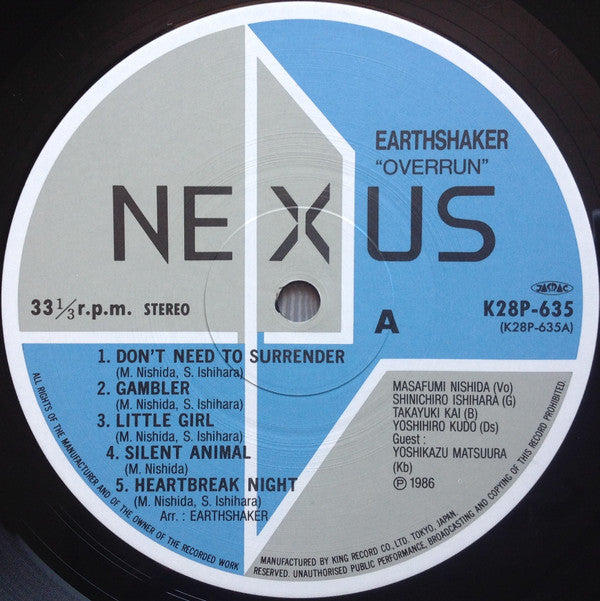 EARTHSHAKER
"OVERRUN"
NEXUS
33 1/3 r.p.m. STEREO
JASRAC
K28P-635
(K28P-635A)
A
1. DON'T NEED TO SURRENDER
(M. Nishida, S. Ishihara)
2. GAMBLER
(M. Nishida, S. Ishihara)
3. LITTLE GIRL
(M. Nishida, S. Ishihara)
4. SILENT ANIMAL
(M. Nishida)
5. HEARTBREAK NIGHT
(M. Nishida, S. Ishihara)
Arr. : EARTHSHAKER
MASAFUMI NISHIDA (Vo)
SHINICHIRO ISHIHARA (G)
TAKAYUKI KAI (B)
YOSHIHIRO KUDO (Ds)
Guest :
YOSHIKAZU MATSUURA
(Kb)
Ⓟ 1986
MANUFACTURED BY KING RECORD CO., LTD. TOKYO, JAPAN.
ALL RIGHTS OF THE MANUFACTURER AND OF THE OWNER OF THE RECORDED WORK RESERVED. UNAUTHORISED PUBLIC PERFORMANCE, BROADCASTING AND COPYING OF THIS RECORD PROHIBITED.